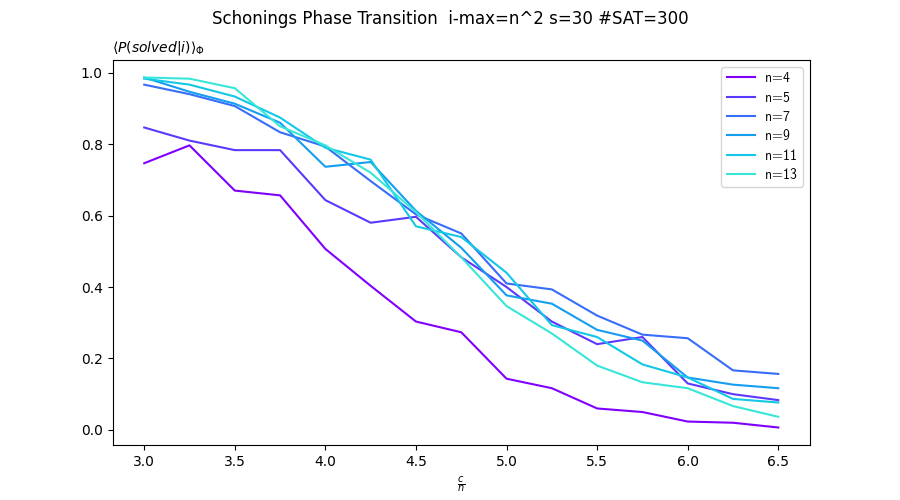 Schonings Phase Transition  i-max=n^2 s=30 #SAT=300
⟨P(solved|i)⟩Φ
1.0
0.8
0.6
0.4
0.2
0.0
n=4
n=5
n=7
n=9
n=11
n=13
3.0 3.5 4.0 4.5 5.0 5.5 6.0 6.5
c/n